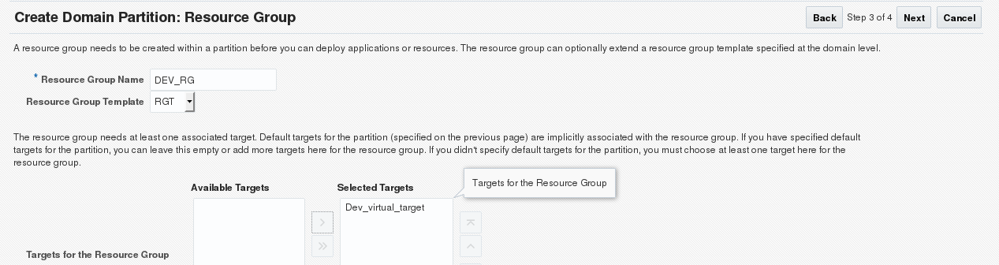 Create Domain Partition: Resource Group
Back Step 3 of 4 Next Cancel
A resource group needs to be created within a partition before you can deploy applications or resources. The resource group can optionally extend a resource group template specified at the domain level.
* Resource Group Name DEV_RG
Resource Group Template RGT
The resource group needs at least one associated target. Default targets for the partition (specified on the previous page) are implicitly associated with the resource group. If you have specified default
targets for the partition, you can leave this empty or add more targets here for the resource group. If you didn't specify default targets for the partition, you must choose at least one target here for the
resource group.
Targets for the Resource Group
Available Targets Selected Targets
Dev_virtual_target
Targets for the Resource Group